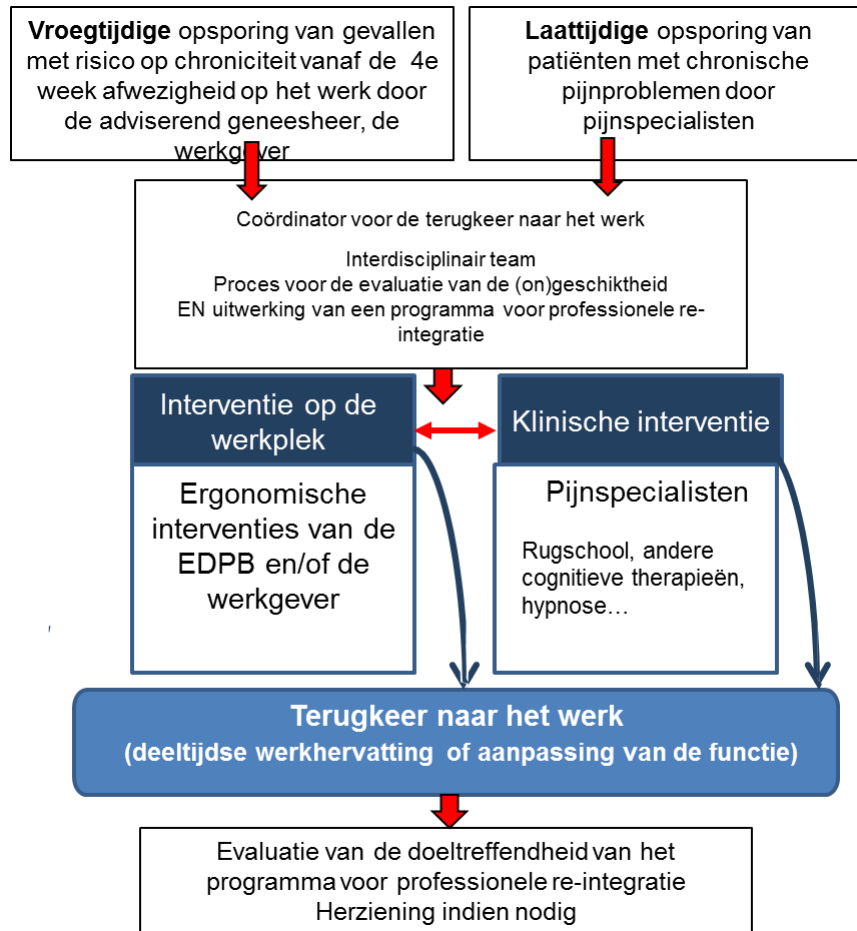 Vroegtijdige opsporing van gevallen
met risico op chroniciteit vanaf de 4e
week afwezigheid op het werk door
de adviserend geneesheer, de
werkgever
Laattijdige opsporing van
patiënten met chronische
pijnproblemen door
pijnspecialisten
Coördinator voor de terugkeer naar het werk
Interdisciplinair team
Proces voor de evaluatie van de (on)geschiktheid
EN uitwerking van een programma voor professionele re-
integratie
Interventie op de
werkplek
Klinische interventie
Ergonomische
interventies van de
EDPB en/of de
werkgever
Pijnspecialisten
Rugschool, andere
cognitieve therapieën,
hypnose…
Terugkeer naar het werk
(deeltijdse werkhervatting of aanpassing van de functie)
Evaluatie van de doeltreffendheid van het
programma voor professionele re-integratie
Herziening indien nodig